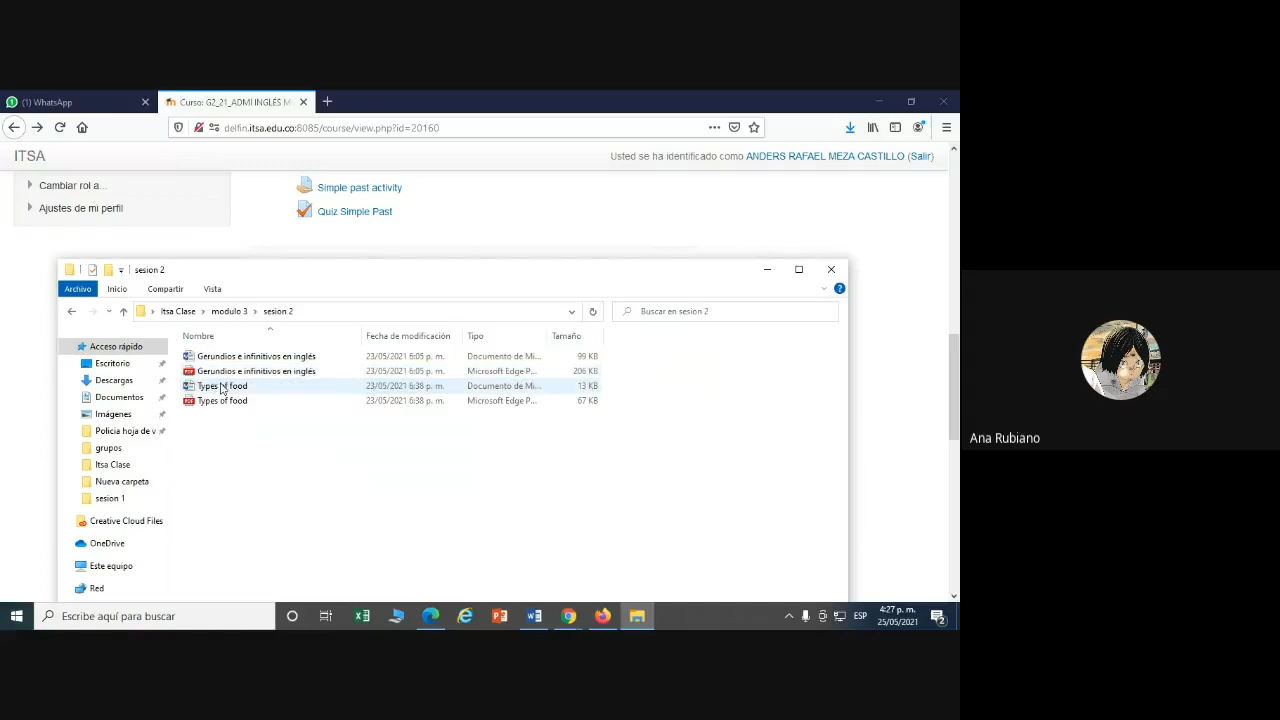 (1) WhatsApp
Curso: G2_21_ADMI INGLÉS M
delfin.itsa.edu.co:8085/course/view.php?id=20160
ITSA
Usted se ha identificado como ANDERS RAFAEL MEZA CASTILLO (Salir)
Cambiar rol a...
Ajustes de mi perfil
Simple past activity
Quiz Simple Past
sesion 2
Archivo Inicio Compartir Vista
Itsa Clase > modulo 3 > sesion 2
Buscar en sesion 2
Nombre Fecha de modificación Tipo Tamaño
Gerundios e infinitivos en inglés 23/05/2021 6:05 p. m. Documento de Mi... 99 KB
Gerundios e infinitivos en inglés 23/05/2021 6:05 p. m. Microsoft Edge P... 206 KB
Types of food 23/05/2021 6:38 p. m. Documento de Mi... 13 KB
Types of food 23/05/2021 6:38 p. m. Microsoft Edge P... 67 KB
Acceso rápido
Escritorio
Descargas
Documentos
Imágenes
Policia hoja de v
grupos
Itsa Clase
Nueva carpeta
sesion 1
Creative Cloud Files
OneDrive
Este equipo
Red
Escribe aquí para buscar
ESP
4:27 p. m.
25/05/2021
2
Ana Rubiano